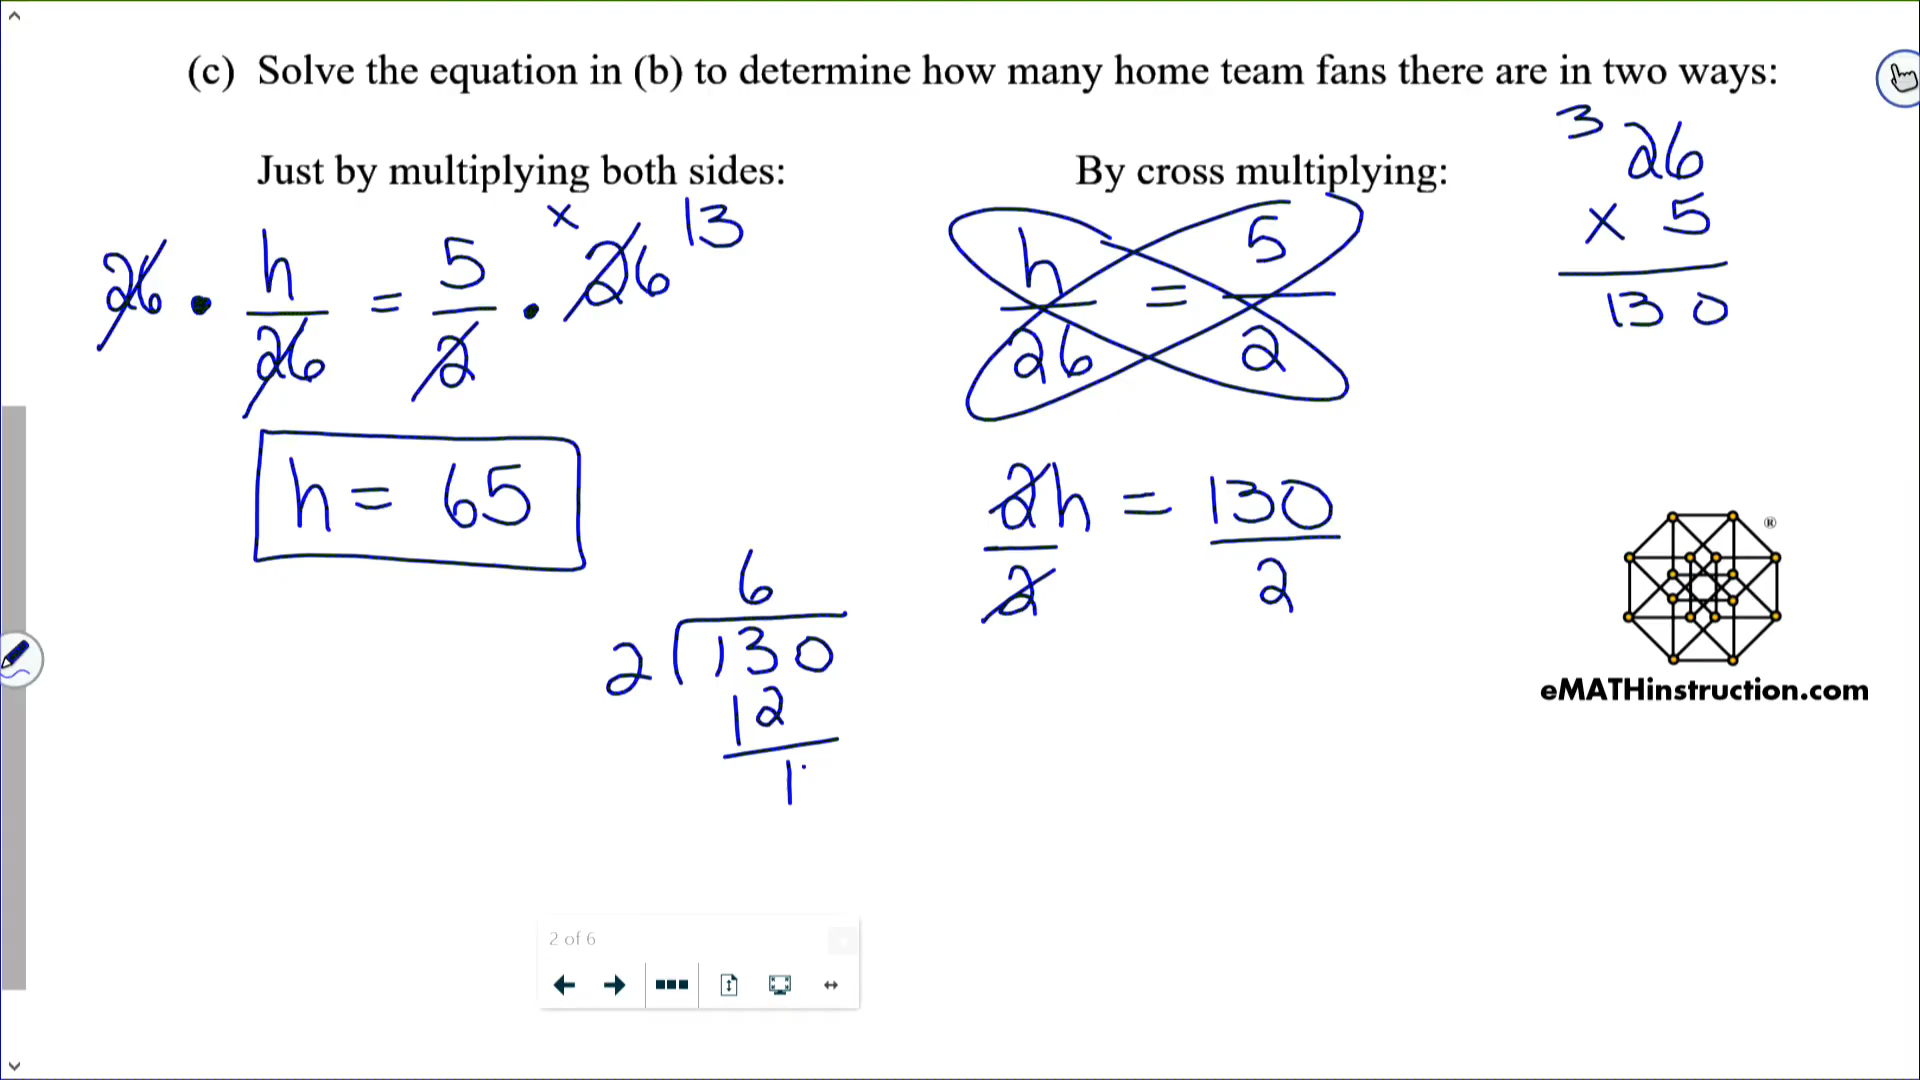 (c) Solve the equation in (b) to determine how many home team fans there are in two ways:
Just by multiplying both sides:
26 · h/26 = 5/2 · 26 13
x
h = 65
6
2 130
12
1
By cross multiplying:
h/26 = 5/2
2h/2 = 130/2
3
26
x 5
130
®
eMATHinstruction.com
2 of 6